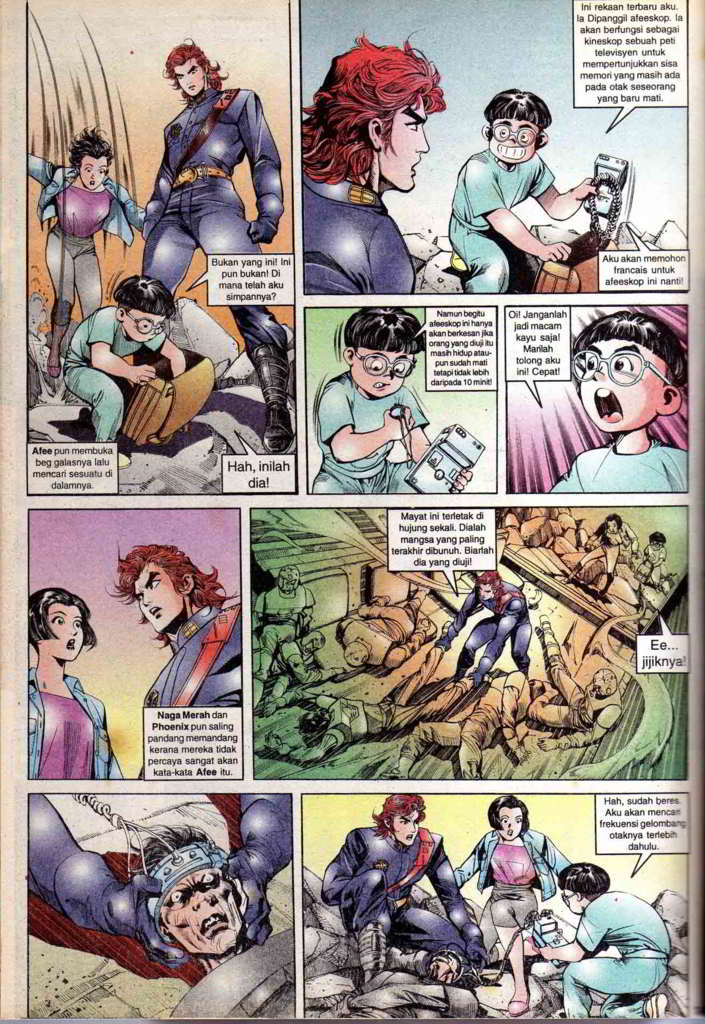 Bukan yang ini! Ini
pun bukan! Di
mana telah aku
simpannya?
Afee pun membuka
beg galasnya lalu
mencari sesuatu di
dalamnya.
Hah, inilah
dia!
Ini rekaan terbaru aku.
Ia Dipanggil afeeskop. Ia
akan berfungsi sebagai
kineskop sebuah peti
televisyen untuk
mempertunjukkan sisa
memori yang masih ada
pada otak seseorang
yang baru mati.
Aku akan memohon
francais untuk
afeeskop ini nanti!
Namun begitu
afeeskop ini hanya
akan berkesan jika
orang yang diuji itu
masih hidup atau-
pun sudah mati
tetapi tidak lebih
daripada 10 minit!
Oi! Janganlah
jadi macam
kayu saja!
Marilah
tolong aku
ini! Cepat!
Naga Merah dan
Phoenix pun saling
pandang memandang
kerana mereka tidak
percaya sangat akan
kata-kata Afee itu.
Mayat ini terletak di
hujung sekali. Dialah
mangsa yang paling
terakhir dibunuh. Biarlah
dia yang diuji!
Ee...
jijiknya!
Hah, sudah beres.
Aku akan mencari
frekuensi gelombang
otaknya terlebih
dahulu.